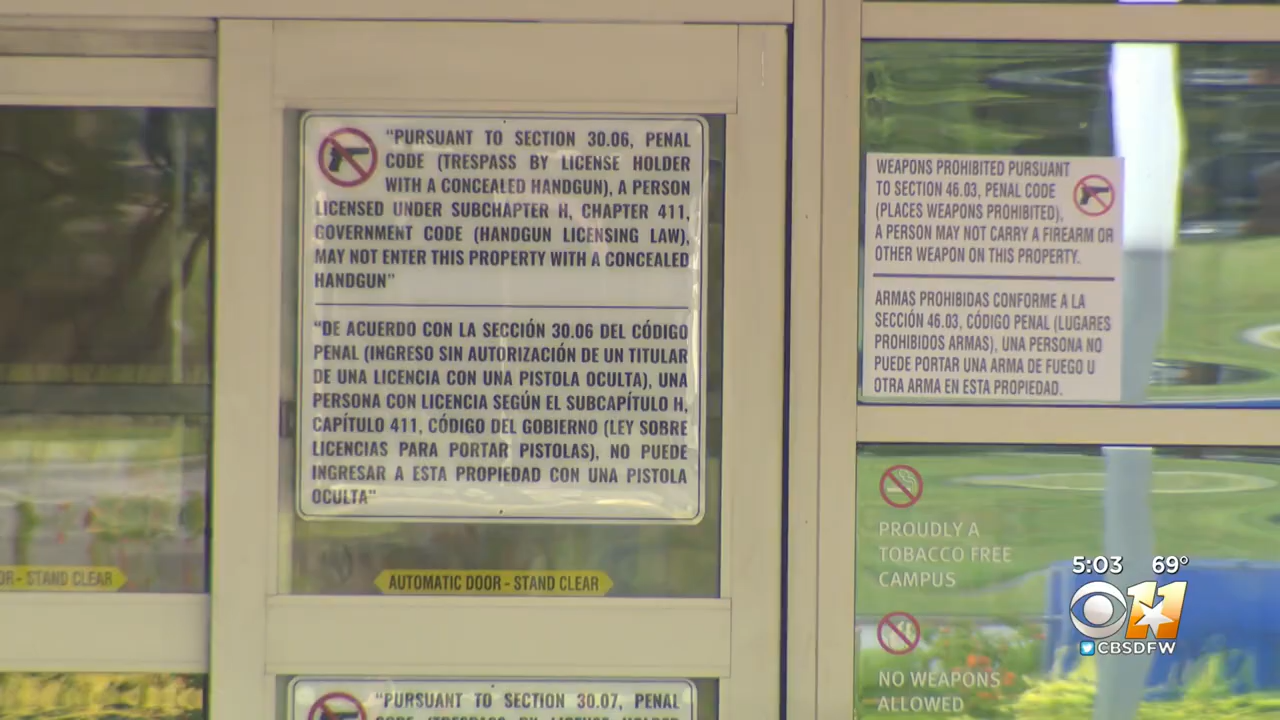 "PURSUANT TO SECTION 30.06, PENAL
CODE (TRESPASS BY LICENSE HOLDER
WITH A CONCEALED HANDGUN), A PERSON
LICENSED UNDER SUBCHAPTER H, CHAPTER 411,
GOVERNMENT CODE (HANDGUN LICENSING LAW),
MAY NOT ENTER THIS PROPERTY WITH A CONCEALED
HANDGUN"
"DE ACUERDO CON LA SECCIÓN 30.06 DEL CÓDIGO
PENAL (INGRESO SIN AUTORIZACIÓN DE UN TITULAR
DE UNA LICENCIA CON UNA PISTOLA OCULTA), UNA
PERSONA CON LICENCIA SEGÚN EL SUBCAPÍTULO H,
CAPÍTULO 411, CÓDIGO DEL GOBIERNO (LEY SOBRE
LICENCIAS PARA PORTAR PISTOLAS), NO PUEDE
INGRESAR A ESTA PROPIEDAD CON UNA PISTOLA
OCULTA"
OR - STAND CLEAR
AUTOMATIC DOOR - STAND CLEAR
"PURSUANT TO SECTION 30.07, PENAL
CODE (TRESPASS BY LICENSE HOLDER
WEAPONS PROHIBITED PURSUANT
TO SECTION 46.03, PENAL CODE
(PLACES WEAPONS PROHIBITED),
A PERSON MAY NOT CARRY A FIREARM OR
OTHER WEAPON ON THIS PROPERTY.
ARMAS PROHIBIDAS CONFORME A LA
SECCIÓN 46.03, CÓDIGO PENAL (LUGARES
PROHIBIDOS ARMAS), UNA PERSONA NO
PUEDE PORTAR UNA ARMA DE FUEGO U
OTRA ARMA EN ESTA PROPIEDAD.
PROUDLY A
TOBACCO FREE
CAMPUS
NO WEAPONS
ALLOWED
5:03 69°
11
CBSDFW